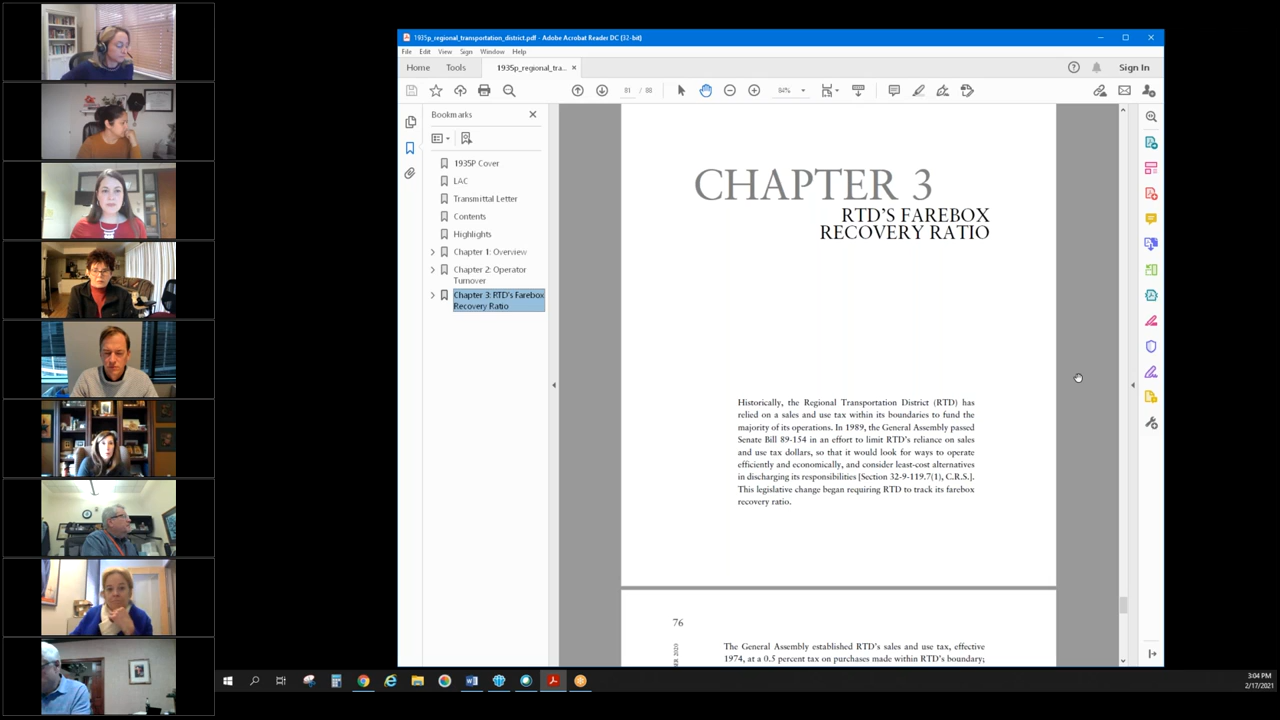 1935p_regional_transportation_district.pdf - Adobe Acrobat Reader DC (32-bit)
File Edit View Sign Window Help
Home Tools 1935p_regional_tra... × Sign In
81 / 88 84%
Bookmarks
1935P Cover
LAC
Transmittal Letter
Contents
Highlights
Chapter 1: Overview
Chapter 2: Operator
Turnover
Chapter 3: RTD's Farebox
Recovery Ratio
CHAPTER 3
RTD'S FAREBOX
RECOVERY RATIO
Historically, the Regional Transportation District (RTD) has
relied on a sales and use tax within its boundaries to fund the
majority of its operations. In 1989, the General Assembly passed
Senate Bill 89-154 in an effort to limit RTD's reliance on sales
and use tax dollars, so that it would look for ways to operate
efficiently and economically, and consider least-cost alternatives
in discharging its responsibilities [Section 32-9-119.7(1), C.R.S.].
This legislative change began requiring RTD to track its farebox
recovery ratio.
76
The General Assembly established RTD's sales and use tax, effective
1974, at a 0.5 percent tax on purchases made within RTD's boundary;
3:04 PM
2/17/2021